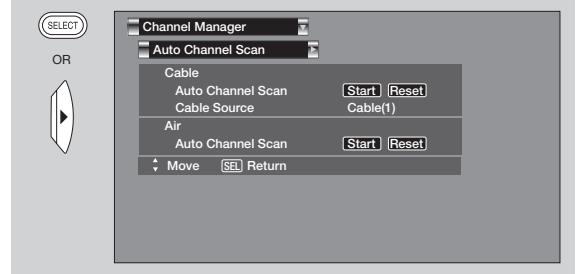 SELECT
OR
Channel Manager
Auto Channel Scan
Cable
Auto Channel Scan Start Reset
Cable Source Cable(1)
Air
Auto Channel Scan Start Reset
Move SEL Return